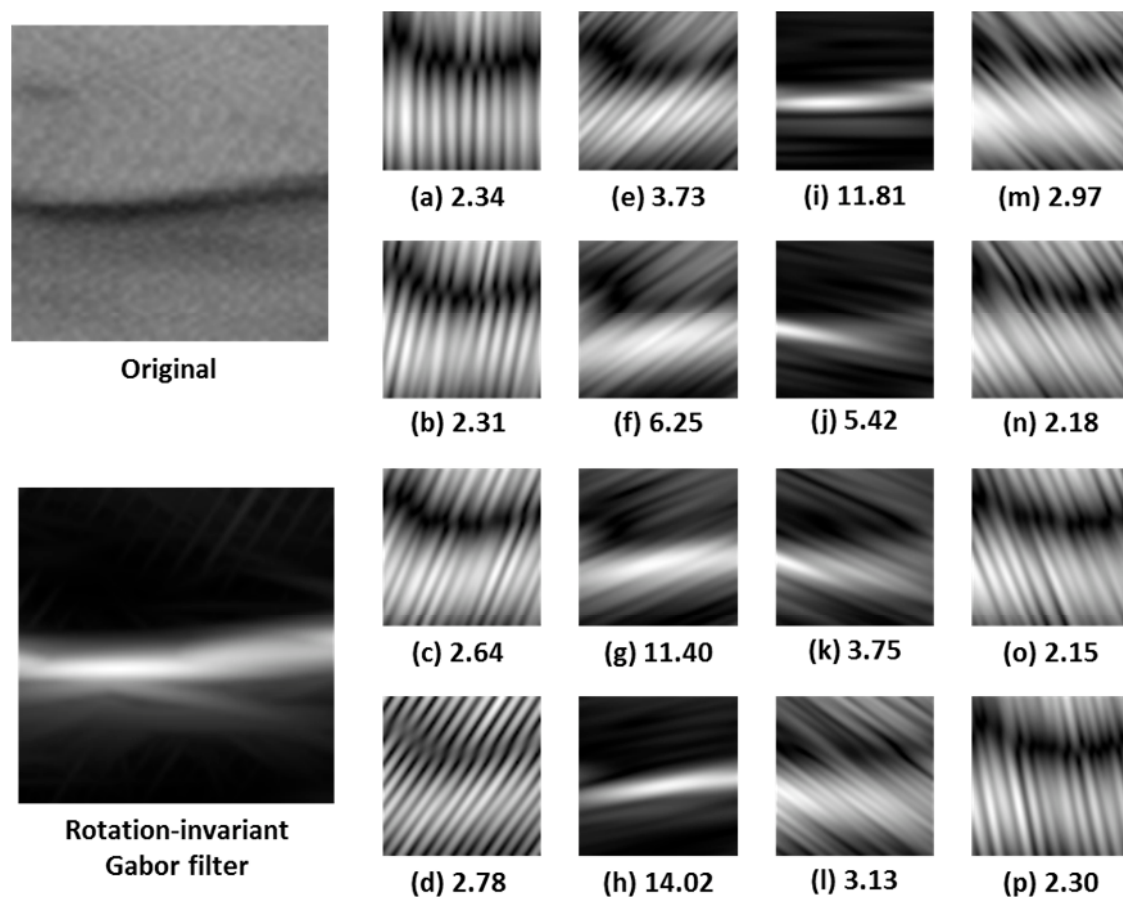 Original
Rotation-invariant
Gabor filter
(a) 2.34
(e) 3.73
(i) 11.81
(m) 2.97
(b) 2.31
(f) 6.25
(j) 5.42
(n) 2.18
(c) 2.64
(g) 11.40
(k) 3.75
(o) 2.15
(d) 2.78
(h) 14.02
(l) 3.13
(p) 2.30